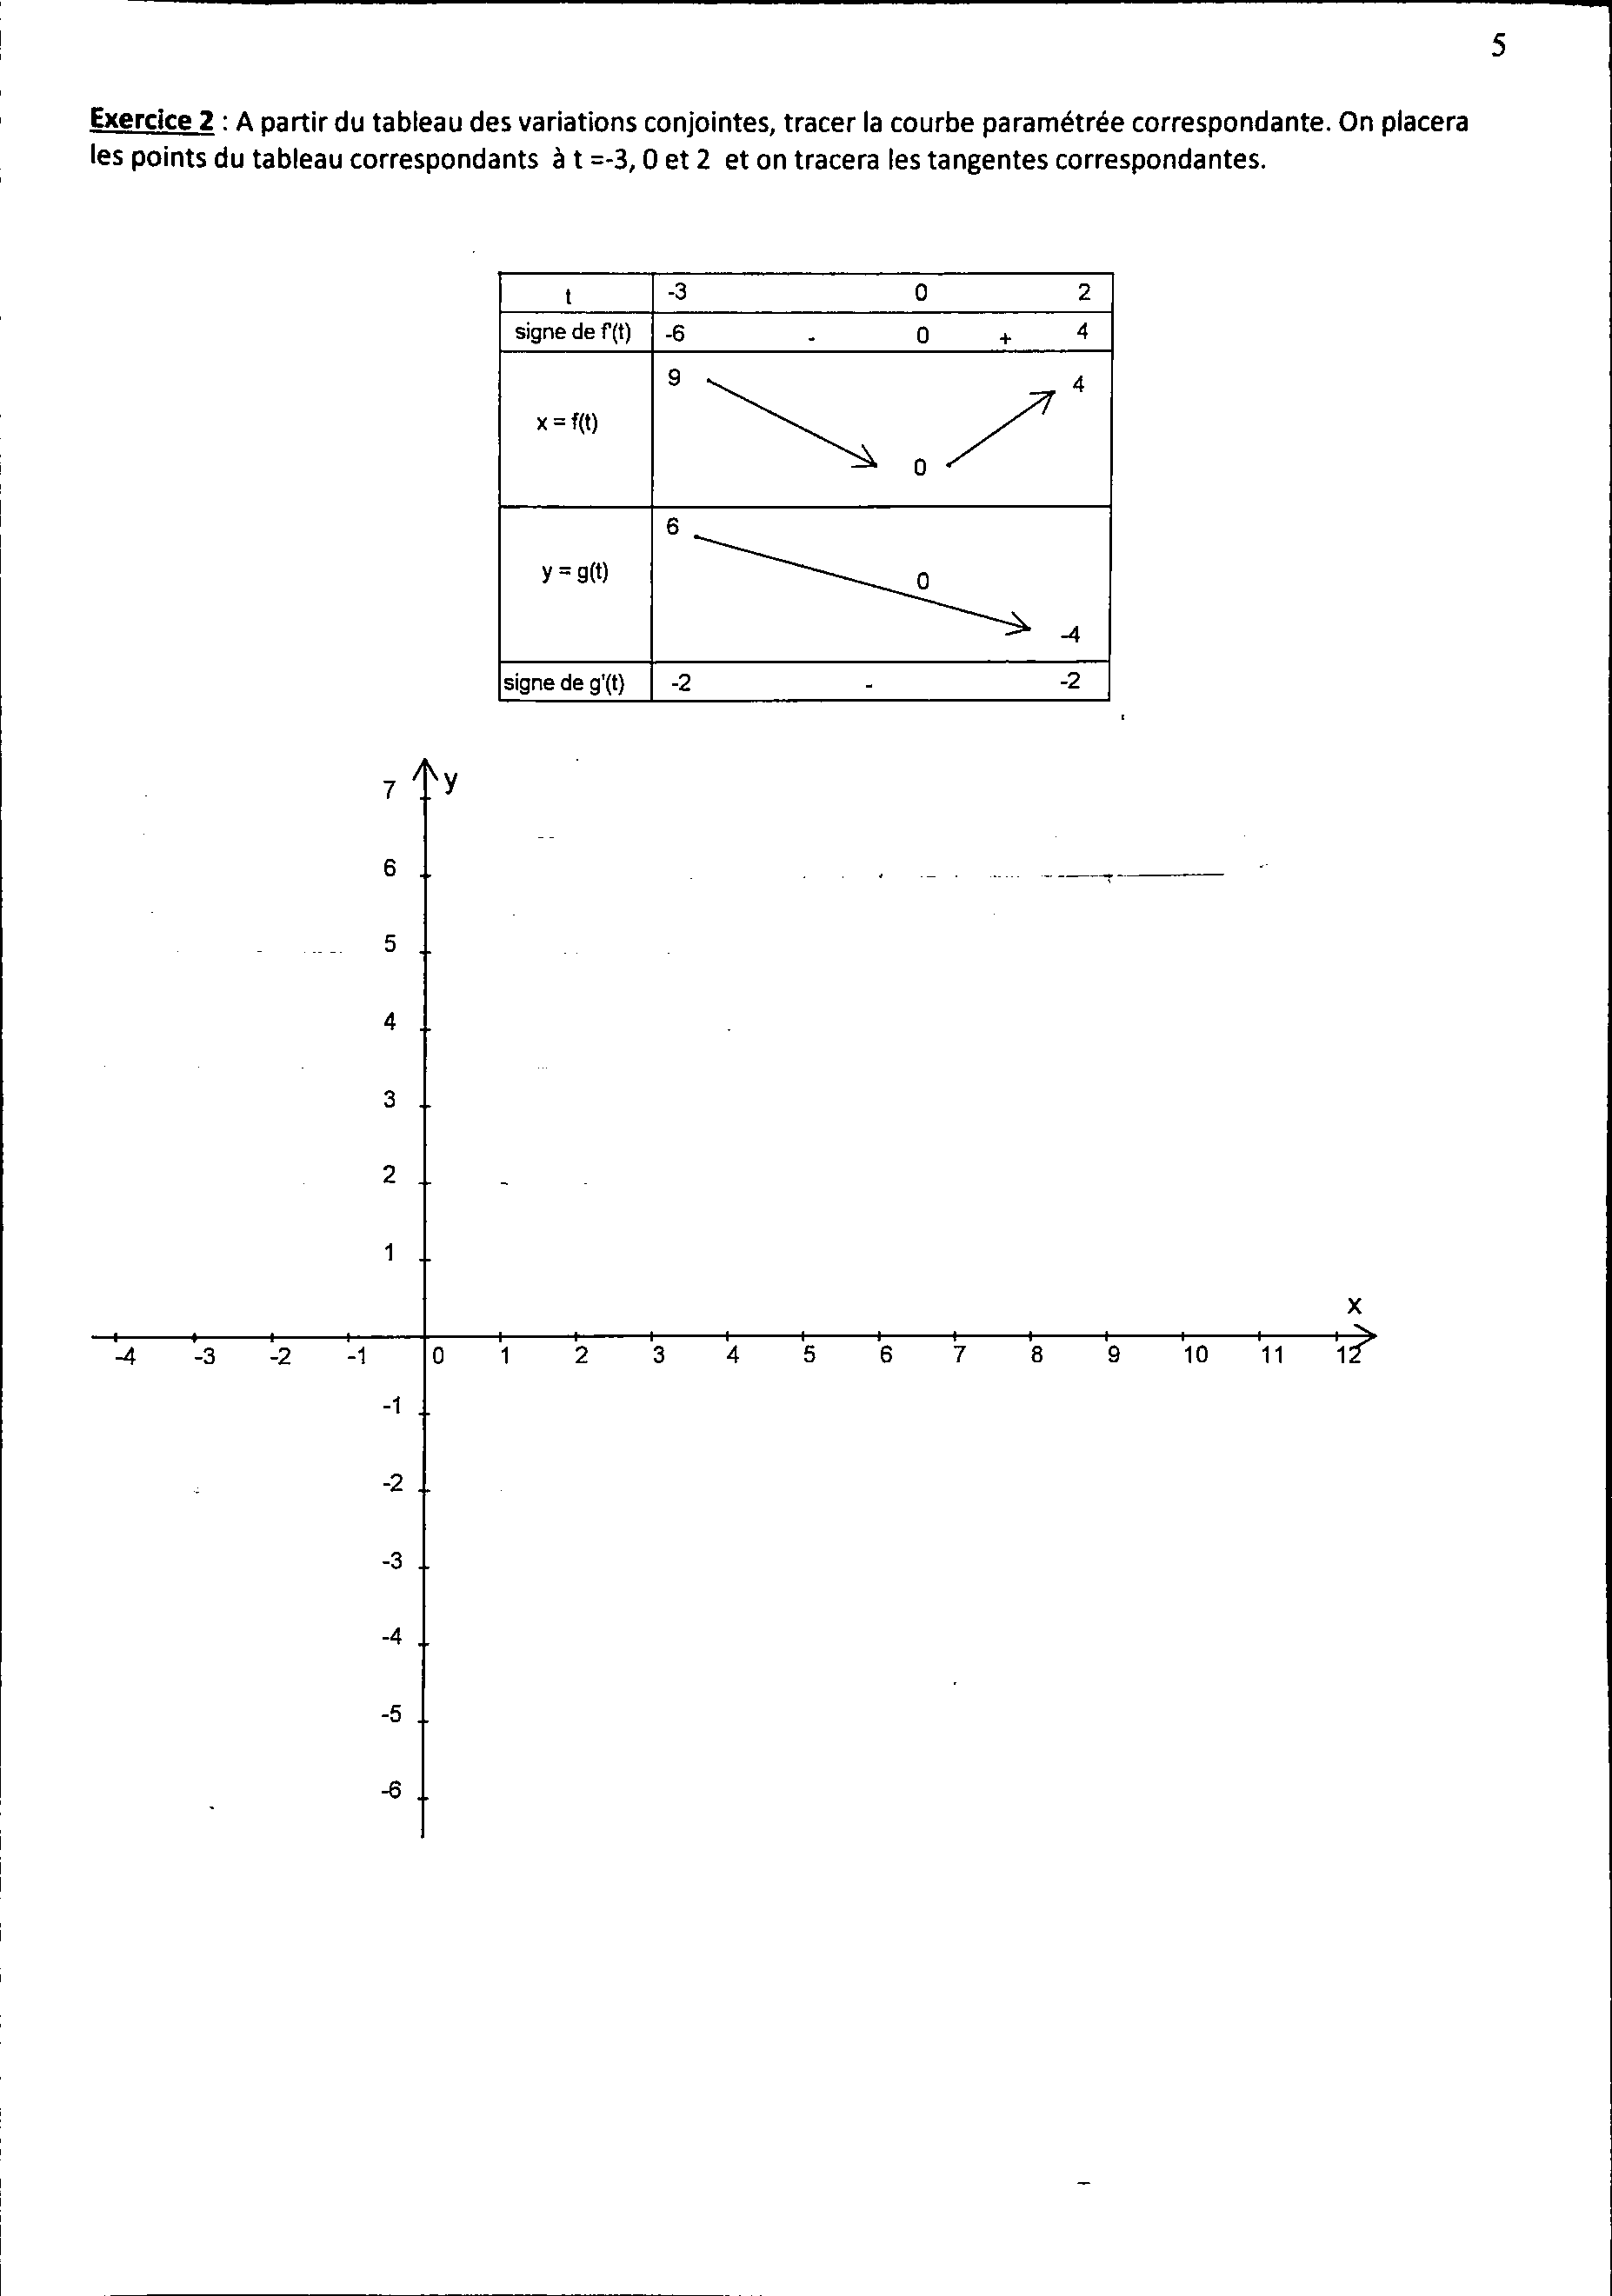 5
Exercice 2 : A partir du tableau des variations conjointes, tracer la courbe paramétrée correspondante. On placera
les points du tableau correspondants à t =-3, 0 et 2 et on tracera les tangentes correspondantes.
t -3 0 2
signe de f'(t) -6 - 0 + 4
9 4
x = f(t)
0
6
y = g(t) 0
-4
signe de g'(t) -2 - -2
y
7
6
5
4
3
2
1
x
-4 -3 -2 -1 0 1 2 3 4 5 6 7 8 9 10 11 12
-1
-2
-3
-4
-5
-6